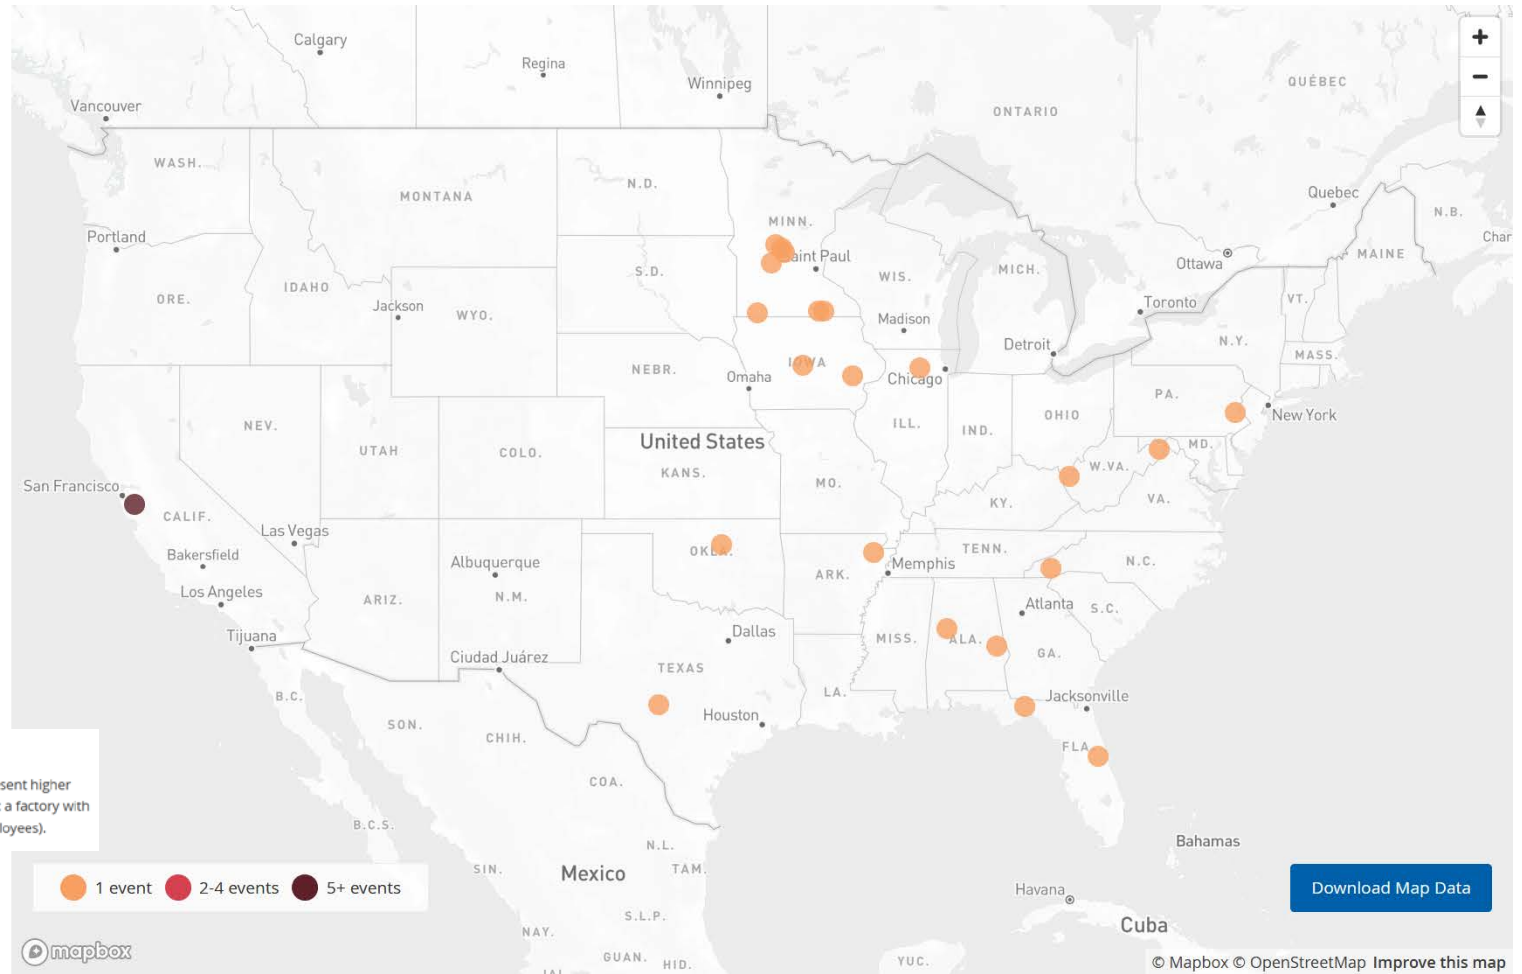 Calgary
Regina
Winnipeg
Vancouver
ONTARIO
QUÉBEC
WASH.
MONTANA
N.D.
MINN.
Quebec
N.B.
Portland
Char
Ottawa
MAINE
ORE.
IDAHO
Jackson
WYO.
S.D.
aint Paul
WIS.
MICH.
Toronto
VT.
Madison
Detroit
N.Y.
MASS.
NEBR.
Omaha
IOWA
Chicago
PA.
New York
NEV.
UTAH
COLO.
United States
KANS.
MO.
ILL.
IND.
OHIO
W.VA.
MD.
VA.
KY.
San Francisco
CALIF.
Las Vegas
Bakersfield
Los Angeles
Tijuana
ARIZ.
Albuquerque
N.M.
Ciudad Juárez
OKLA.
ARK.
Memphis
TENN.
N.C.
Atlanta
S.C.
Dallas
TEXAS
Houston
LA.
MISS.
ALA.
GA.
Jacksonville
FLA.
B.C.
SON.
CHIH.
COA.
B.C.S.
N.L.
SIN.
Mexico
TAM.
S.L.P.
NAY.
GUAN.
HID.
YUC.
Bahamas
Havana
Cuba
sent higher
a factory with
loyees).
1 event
2-4 events
5+ events
Download Map Data
mapbox
© Mapbox © OpenStreetMap Improve this map